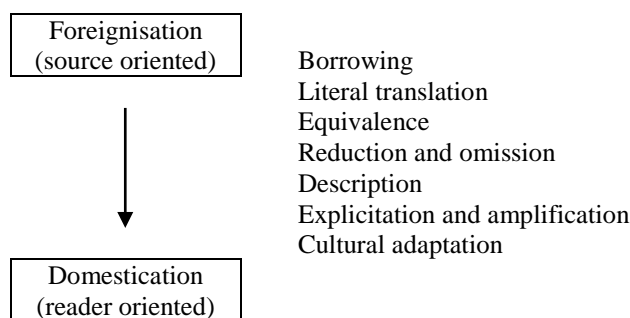 Foreignisation
(source oriented)
Borrowing
Literal translation
Equivalence
Reduction and omission
Description
Explicitation and amplification
Cultural adaptation
Domestication
(reader oriented)